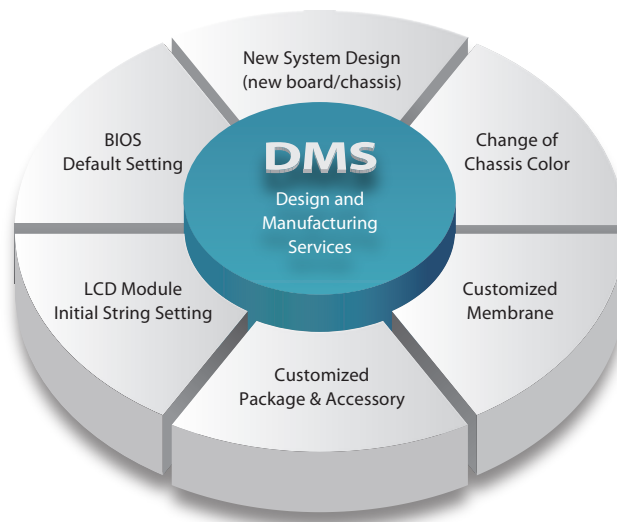 New System Design
(new board/chassis)
BIOS
Default Setting
Change of
Chassis Color
DMS
Design and
Manufacturing
Services
LCD Module
Initial String Setting
Customized
Membrane
Customized
Package & Accessory